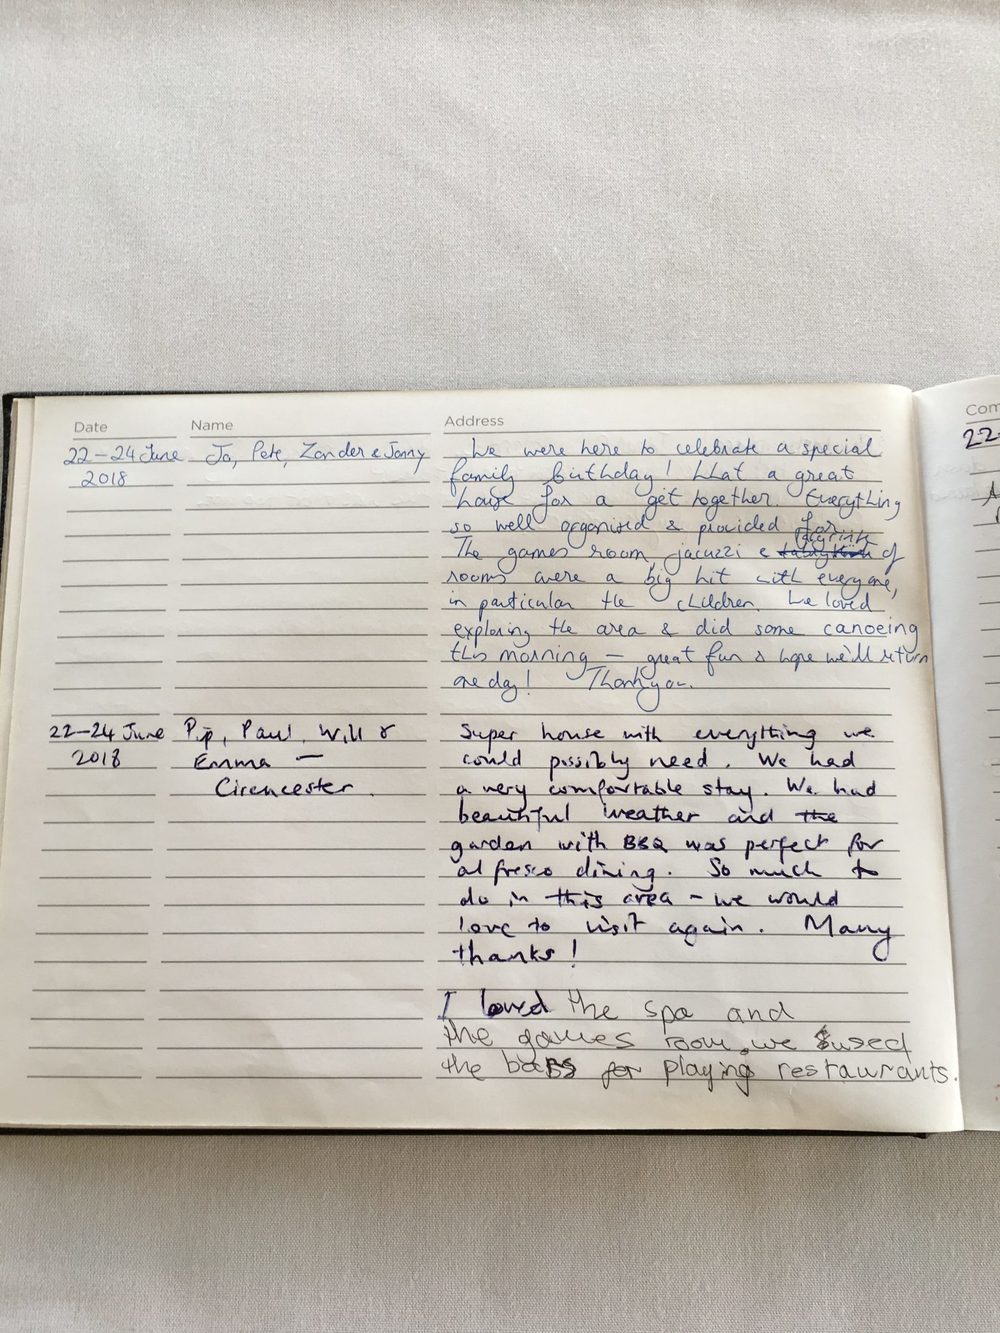 Date Name Address
22-24 June 2018
Jo, Pete, Zander & Jonny
We were here to celebrate a special
family birthday! What a great
house for a get together. Everything
so well organised & provided for.
The games room, jacuzzi & labyrinth of
rooms were a big hit with everyone,
in particular the children. We loved
exploring the area & did some canoeing
this morning – great fun & hope we'll return
one day! Thank you.
22-24 June
2018
Pip, Paul, Will &
Emma –
Cirencester.
Super house with everything we
could possibly need. We had
a very comfortable stay. We had
beautiful weather and the
garden with BBQ was perfect for
al fresco dining. So much to
do in this area – we would
love to visit again. Many
thanks!
I loved the spa and
the games room. we used
the for playing restaurants.
Com
22-